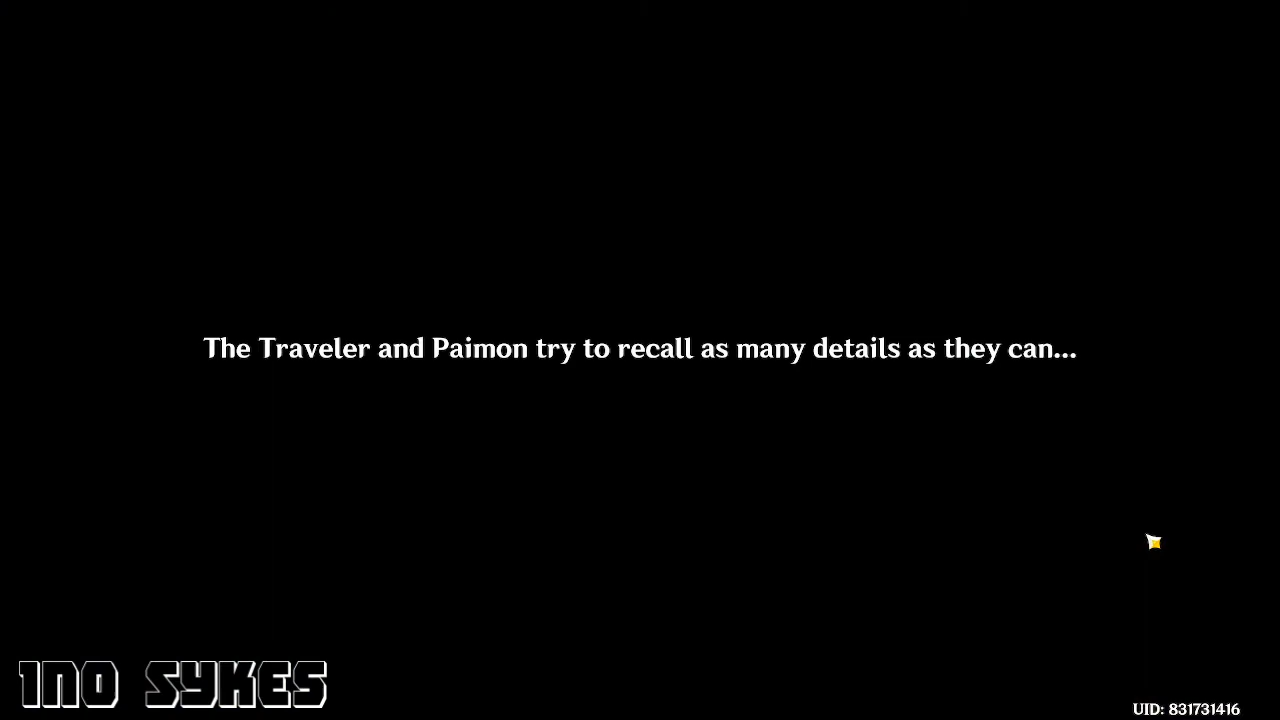 The Traveler and Paimon try to recall as many details as they can...
1NO SYKES
UID: 831731416